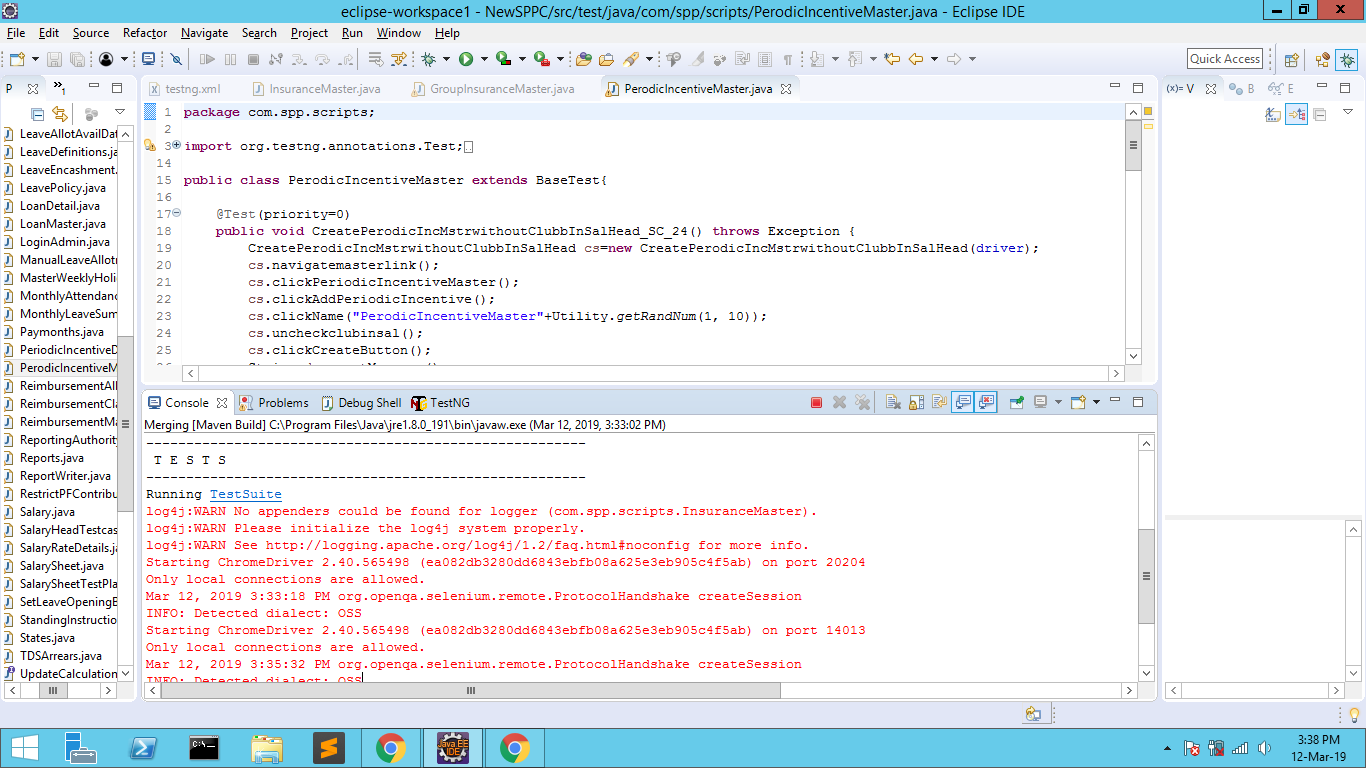 eclipse-workspace1 - NewSPPC/src/test/java/com/spp/scripts/PerodicIncentiveMaster.java - Eclipse IDE
File Edit Source Refactor Navigate Search Project Run Window Help
Quick Access
P
testng.xml InsuranceMaster.java GroupInsuranceMaster.java PerodicIncentiveMaster.java
(x)= V B E
LeaveAllotAvailDat
LeaveDefinitions.ja
LeaveEncashment.
LeavePolicy.java
LoanDetail.java
LoanMaster.java
LoginAdmin.java
ManualLeaveAllotr
MasterWeeklyHoli
MonthlyAttendanc
MonthlyLeaveSum
Paymonths.java
PeriodicIncentiveD
PerodicIncentiveM
ReimbursementAll
ReimbursementCla
ReimbursementMa
ReportingAuthority
Reports.java
ReportWriter.java
RestrictPFContribu
Salary.java
SalaryHeadTestcas
SalaryRateDetails.ja
SalarySheet.java
SalarySheetTestPla
SetLeaveOpeningB
StandingInstructio
States.java
TDSArrears.java
UpdateCalculation
1 package com.spp.scripts;
2
3 import org.testng.annotations.Test;
14
15 public class PerodicIncentiveMaster extends BaseTest{
16
17 @Test(priority=0)
18 public void CreatePerodicIncMstrwithoutClubbInSalHead_SC_24() throws Exception {
19 CreatePerodicIncMstrwithoutClubbInSalHead cs=new CreatePerodicIncMstrwithoutClubbInSalHead(driver);
20 cs.navigatemasterlink();
21 cs.clickPeriodicIncentiveMaster();
22 cs.clickAddPeriodicIncentive();
23 cs.clickName("PerodicIncentiveMaster"+Utility.getRandNum(1, 10));
24 cs.uncheckclubinsal();
25 cs.clickCreateButton();
Console Problems Debug Shell TestNG
Merging [Maven Build] C:\Program Files\Java\jre1.8.0_191\bin\javaw.exe (Mar 12, 2019, 3:33:02 PM)
-------------------------------------------------------
T E S T S
-------------------------------------------------------
Running TestSuite
log4j:WARN No appenders could be found for logger (com.spp.scripts.InsuranceMaster).
log4j:WARN Please initialize the log4j system properly.
log4j:WARN See http://logging.apache.org/log4j/1.2/faq.html#noconfig for more info.
Starting ChromeDriver 2.40.565498 (ea082db3280dd6843ebfb08a625e3eb905c4f5ab) on port 20204
Only local connections are allowed.
Mar 12, 2019 3:33:18 PM org.openqa.selenium.remote.ProtocolHandshake createSession
INFO: Detected dialect: OSS
Starting ChromeDriver 2.40.565498 (ea082db3280dd6843ebfb08a625e3eb905c4f5ab) on port 14013
Only local connections are allowed.
Mar 12, 2019 3:35:32 PM org.openqa.selenium.remote.ProtocolHandshake createSession
INFO: Detected dialect: OSS
Java EE
IDE
3:38 PM
12-Mar-19